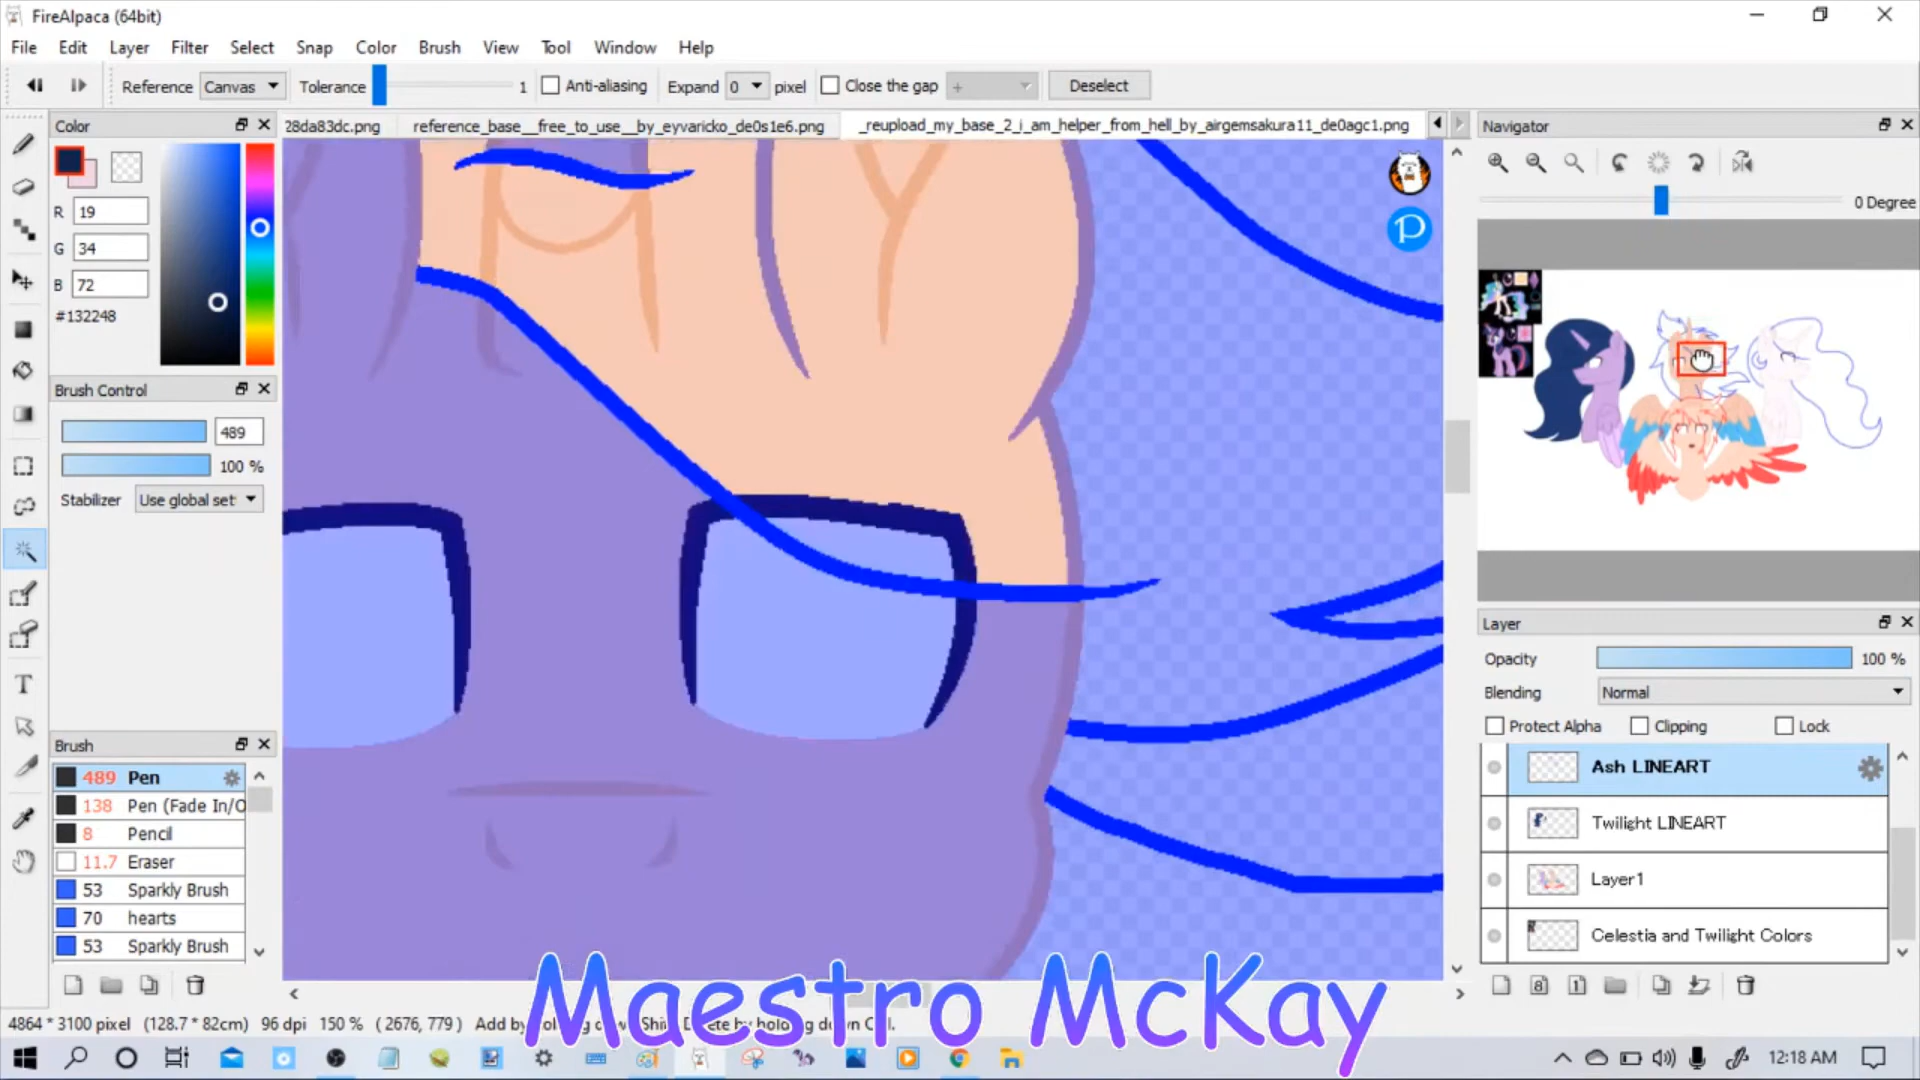 FireAlpaca (64bit)
File Edit Layer Filter Select Snap Color Brush View Tool Window Help
Reference Canvas Tolerance 1 Anti-aliasing Expand 0 pixel Close the gap + Deselect
Color 28da83dc.png reference_base__free_to_use__by_eyvaricko_de0s1e6.png _reupload_my_base_2_i_am_helper_from_hell_by_airgemsakura11_de0agc1.png Navigator
0 Degree
R 19
G 34
B 72
#132248
Brush Control
489
100 %
Stabilizer Use global set
Brush
489 Pen
138 Pen (Fade In/O
8 Pencil
11.7 Eraser
53 Sparkly Brush
70 hearts
53 Sparkly Brush
Layer
Opacity 100 %
Blending Normal
Protect Alpha Clipping Lock
Ash LINEART
Twilight LINEART
Layer1
Celestia and Twilight Colors
8 1
Maestro McKay
4864 * 3100 pixel (128.7 * 82cm) 96 dpi 150 % ( 2676, 779 ) Add by
12:18 AM